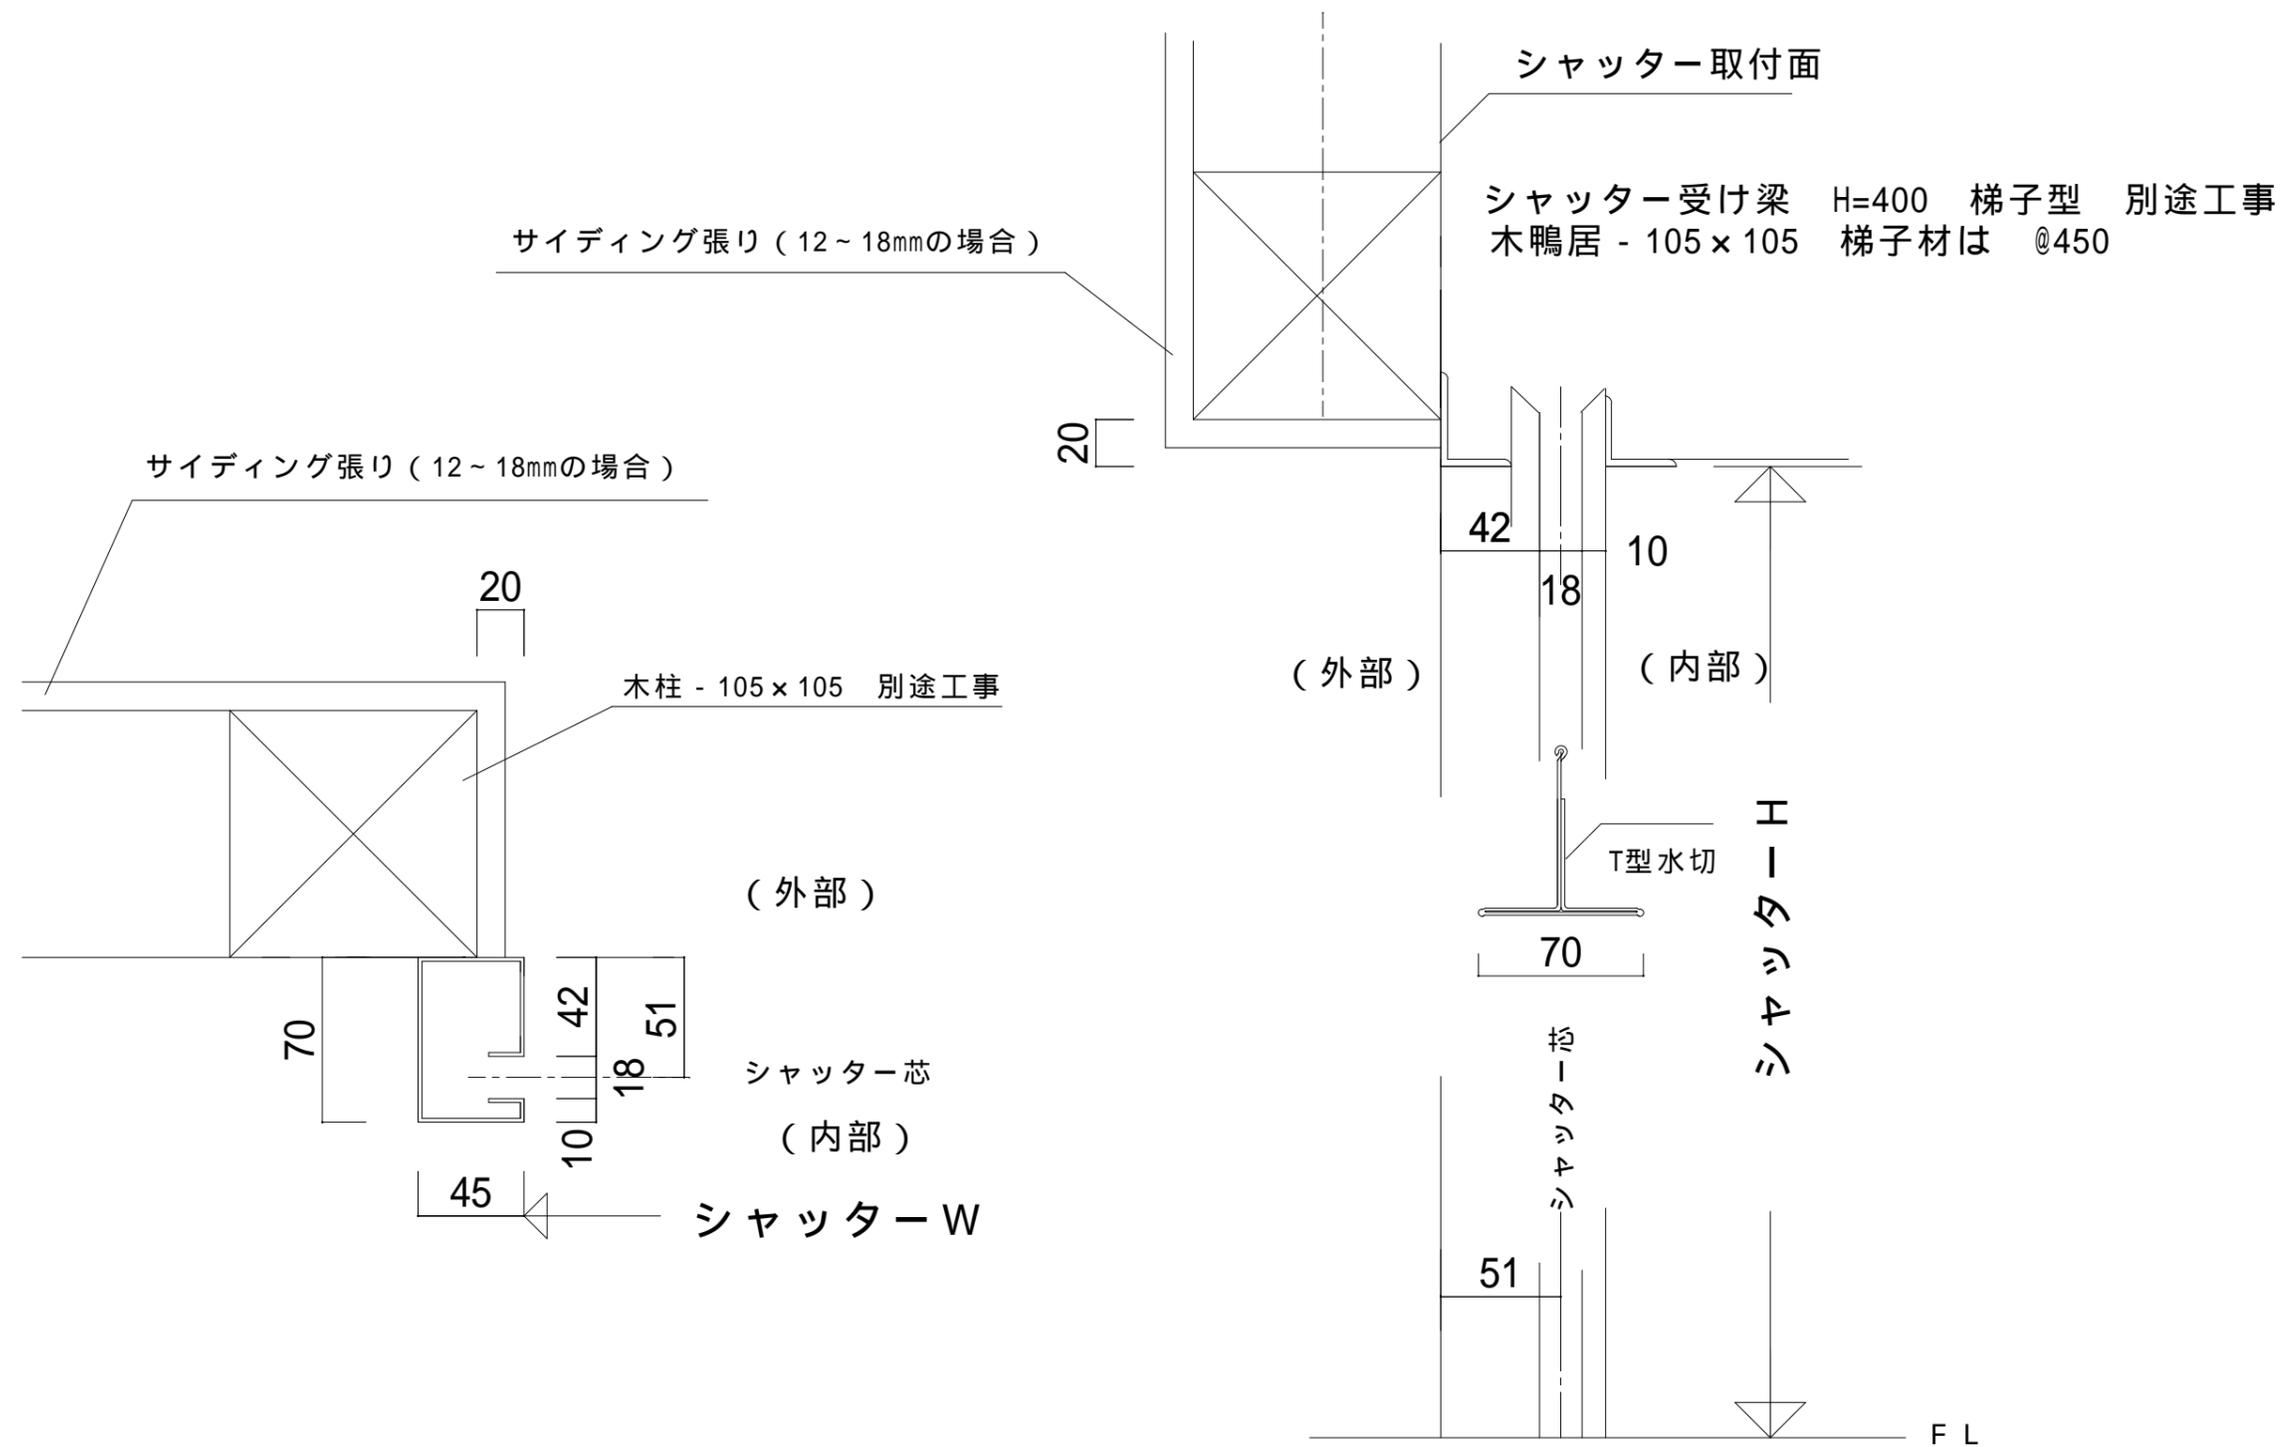 シャッター取付面
シャッター受け梁　H=400　梯子型　別途工事
木鴨居 - 105×105　梯子材は　@450
サイディング張り（12~18mmの場合）
20
42
10
18
（外部）
（内部）
T型水切
70
シャッターH
シャッター芯
51
FL
サイディング張り（12~18mmの場合）
20
木柱 - 105×105　別途工事
（外部）
70
42
51
18
10
シャッター芯
（内部）
45
シャッターW